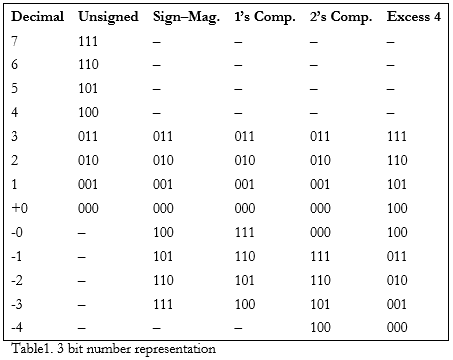 Decimal Unsigned Sign–Mag. 1's Comp. 2's Comp. Excess 4
7 111 – – – –
6 110 – – – –
5 101 – – – –
4 100 – – – –
3 011 011 011 011 111
2 010 010 010 010 110
1 001 001 001 001 101
+0 000 000 000 000 100
-0 – 100 111 000 100
-1 – 101 110 111 011
-2 – 110 101 110 010
-3 – 111 100 101 001
-4 – – – 100 000
Table1. 3 bit number representation